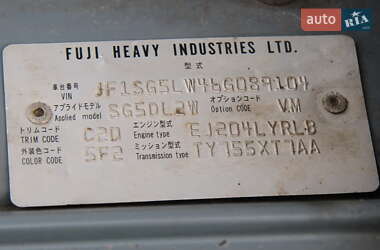 auto RIA.com
FUJI HEAVY INDUSTRIES LTD.
型式
車台番号 VIN JF1SG5LW46G089104
アプライドモデル Applied model SG5DL2W オプションコード Option CODE V.M
トリムコード TRIM CODE C20 エンジン型式 Engine type EJ204LYRLB
外装色コード COLOR CODE 5F2 ミッション型式 Transmission type TY755XT7AA